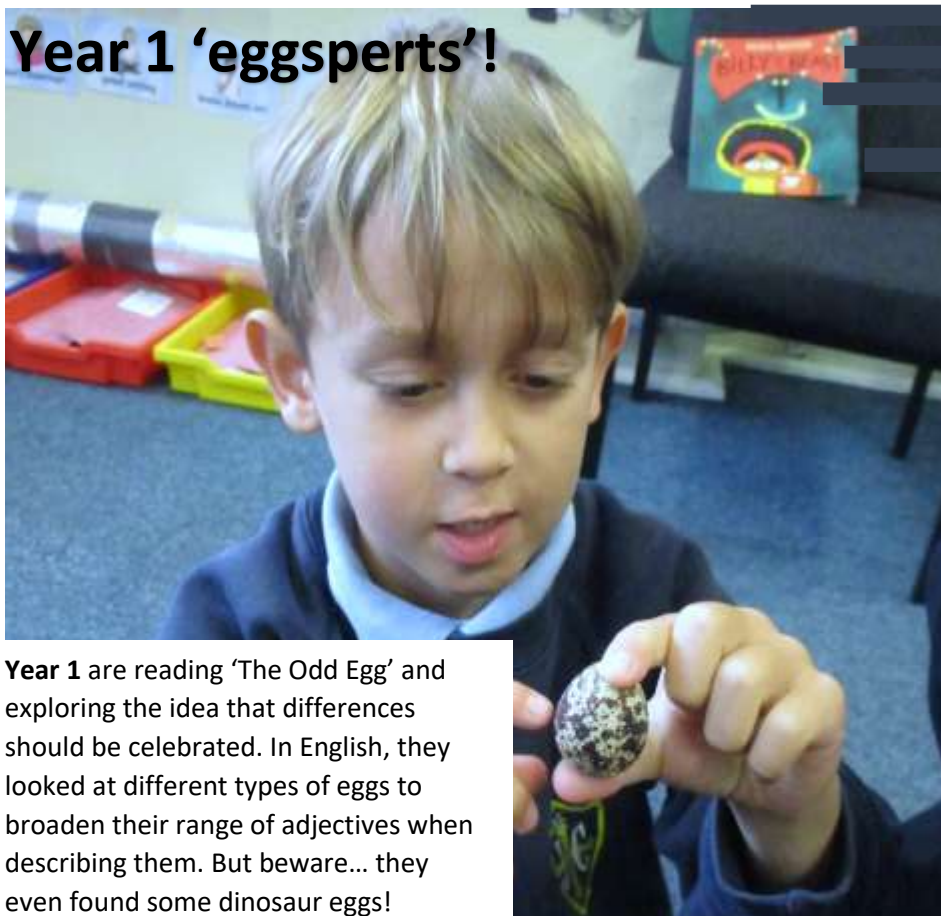 Year 1 ‘eggsperts’!
BILLY BEAST
Year 1 are reading ‘The Odd Egg’ and
exploring the idea that differences
should be celebrated. In English, they
looked at different types of eggs to
broaden their range of adjectives when
describing them. But beware… they
even found some dinosaur eggs!